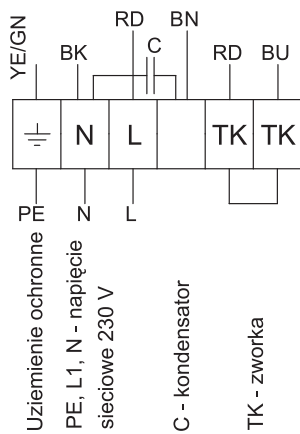 YE/GN
BK
RD
C
BN
RD
BU
N
L
TK
TK
PE
N
L
Uziemienie ochronne
PE, L1, N - napięcie
sieciowe 230 V
C - kondensator
TK - zworka